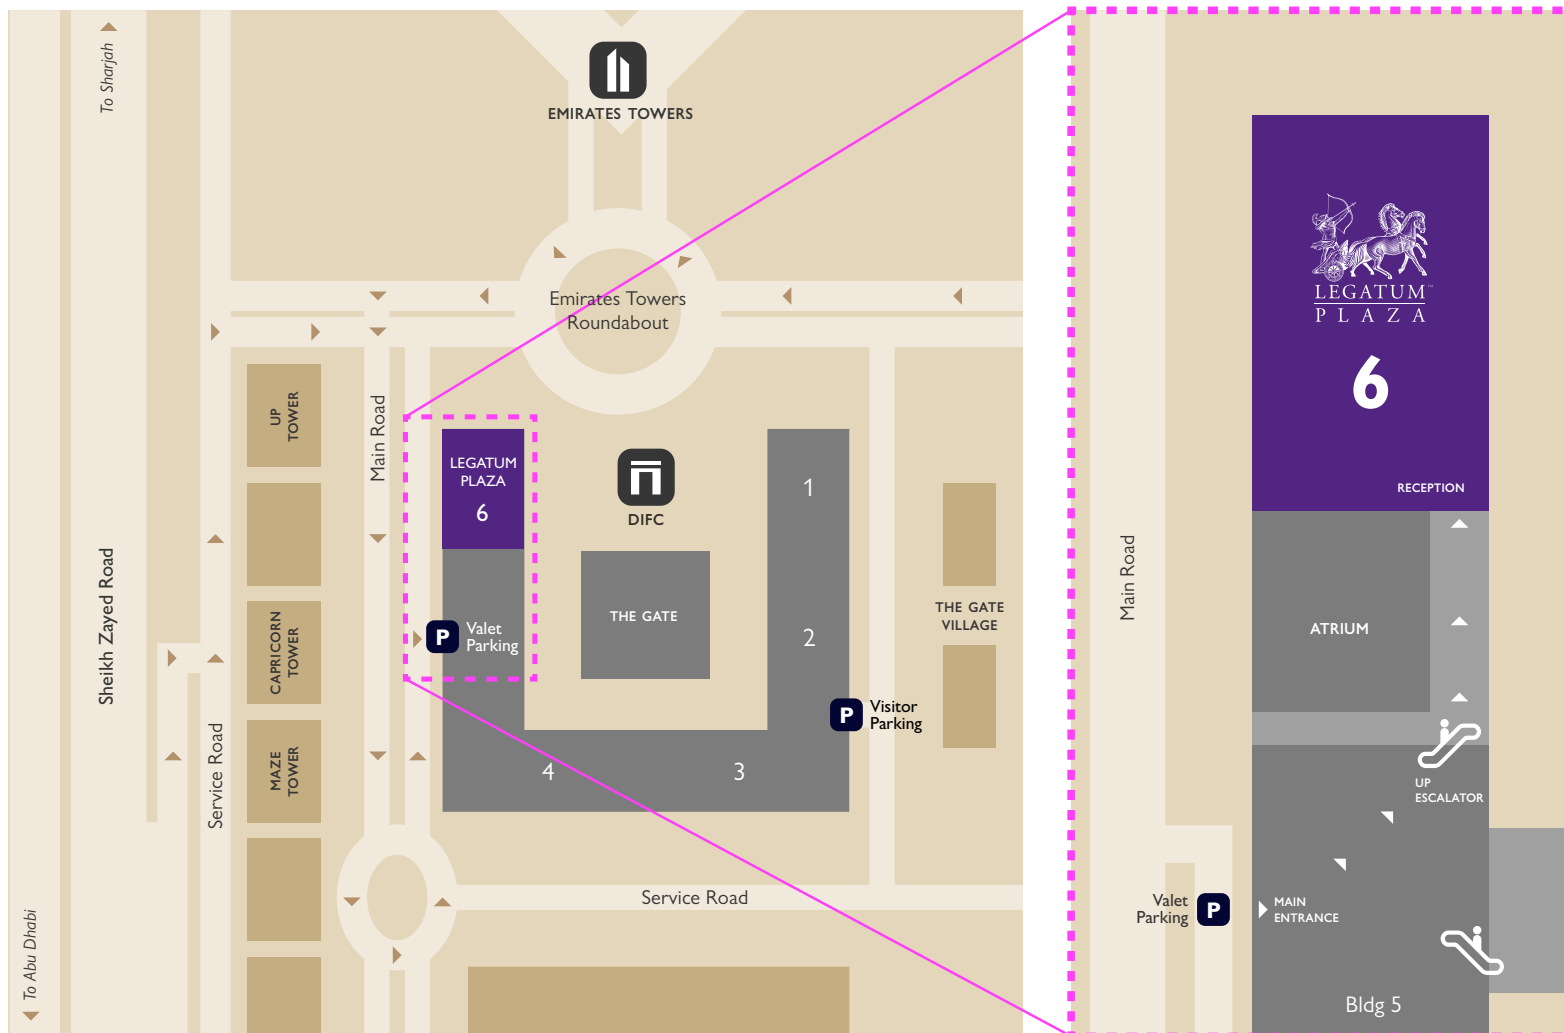 To Sharjah
EMIRATES TOWERS
Emirates Towers
Roundabout
UP
TOWER
Main Road
LEGATUM
PLAZA
6
DIFC
1
THE GATE
2
THE GATE
VILLAGE
P
Valet
Parking
Sheikh Zayed Road
CAPRICORN
TOWER
P
Visitor
Parking
Service Road
MAZE
TOWER
4
3
Service Road
To Abu Dhabi
LEGATUM™
PLAZA
6
RECEPTION
Main Road
ATRIUM
UP
ESCALATOR
Valet
Parking
P
MAIN
ENTRANCE
Bldg 5